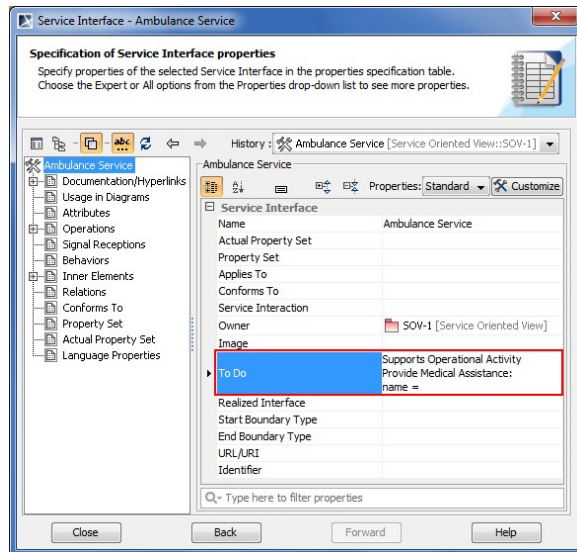 Service Interface - Ambulance Service
Specification of Service Interface properties
Specify properties of the selected Service Interface in the properties specification table.
Choose the Expert or All options from the Properties drop-down list to see more properties.
abc
History :
Ambulance Service [Service Oriented View::SOV-1]
Ambulance Service
Documentation/Hyperlinks
Usage in Diagrams
Attributes
Operations
Signal Receptions
Behaviors
Inner Elements
Relations
Conforms To
Property Set
Actual Property Set
Language Properties
Ambulance Service
Properties: Standard
Customize
Service Interface
Name Ambulance Service
Actual Property Set
Property Set
Applies To
Conforms To
Service Interaction
Owner SOV-1 [Service Oriented View]
Image
To Do
Supports Operational Activity
Provide Medical Assistance:
name =
Realized Interface
Start Boundary Type
End Boundary Type
URL/URI
Identifier
Type here to filter properties
Close Back Forward Help